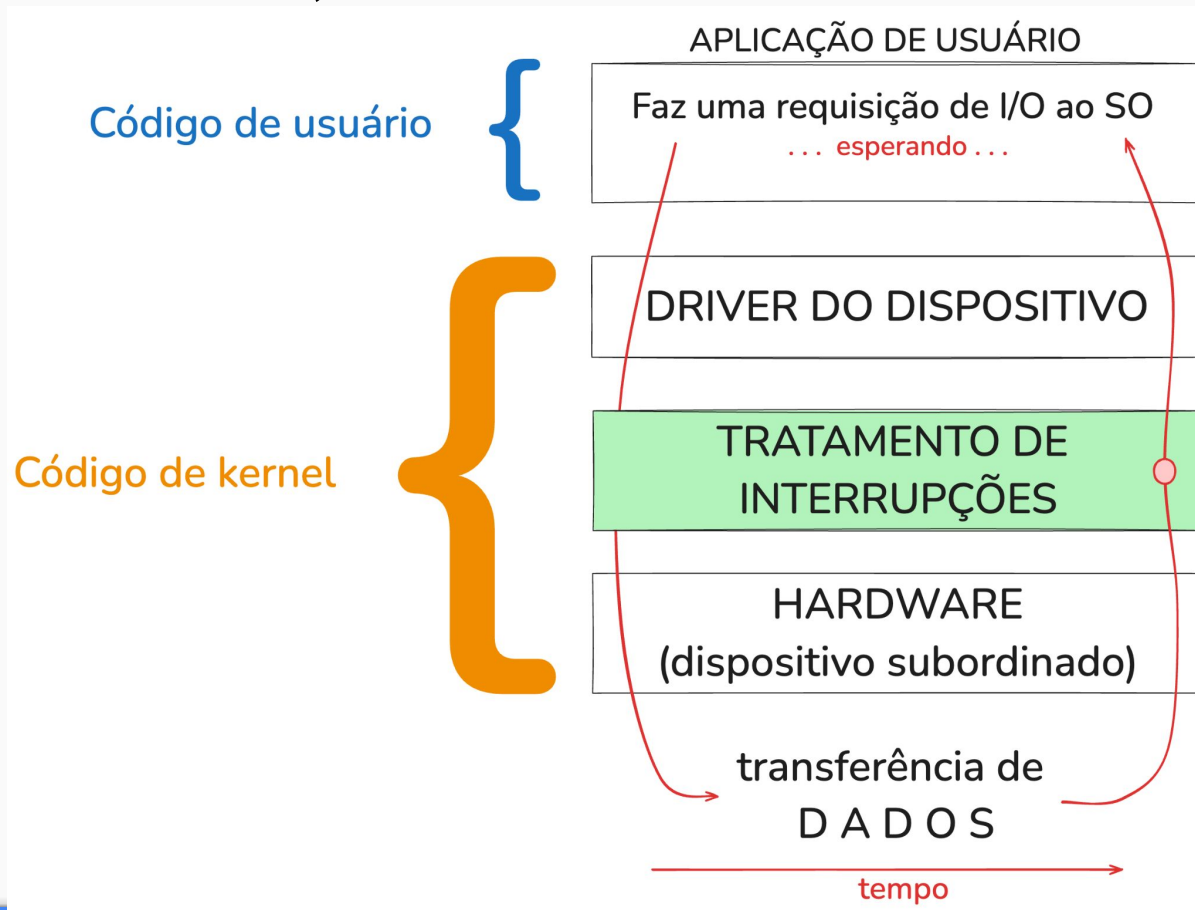 APLICAÇÃO DE USUÁRIO
Código de usuário
Faz uma requisição de I/O ao SO
... esperando ...
DRIVER DO DISPOSITIVO
Código de kernel
TRATAMENTO DE
INTERRUPÇÕES
HARDWARE
(dispositivo subordinado)
transferência de
D A D O S
tempo